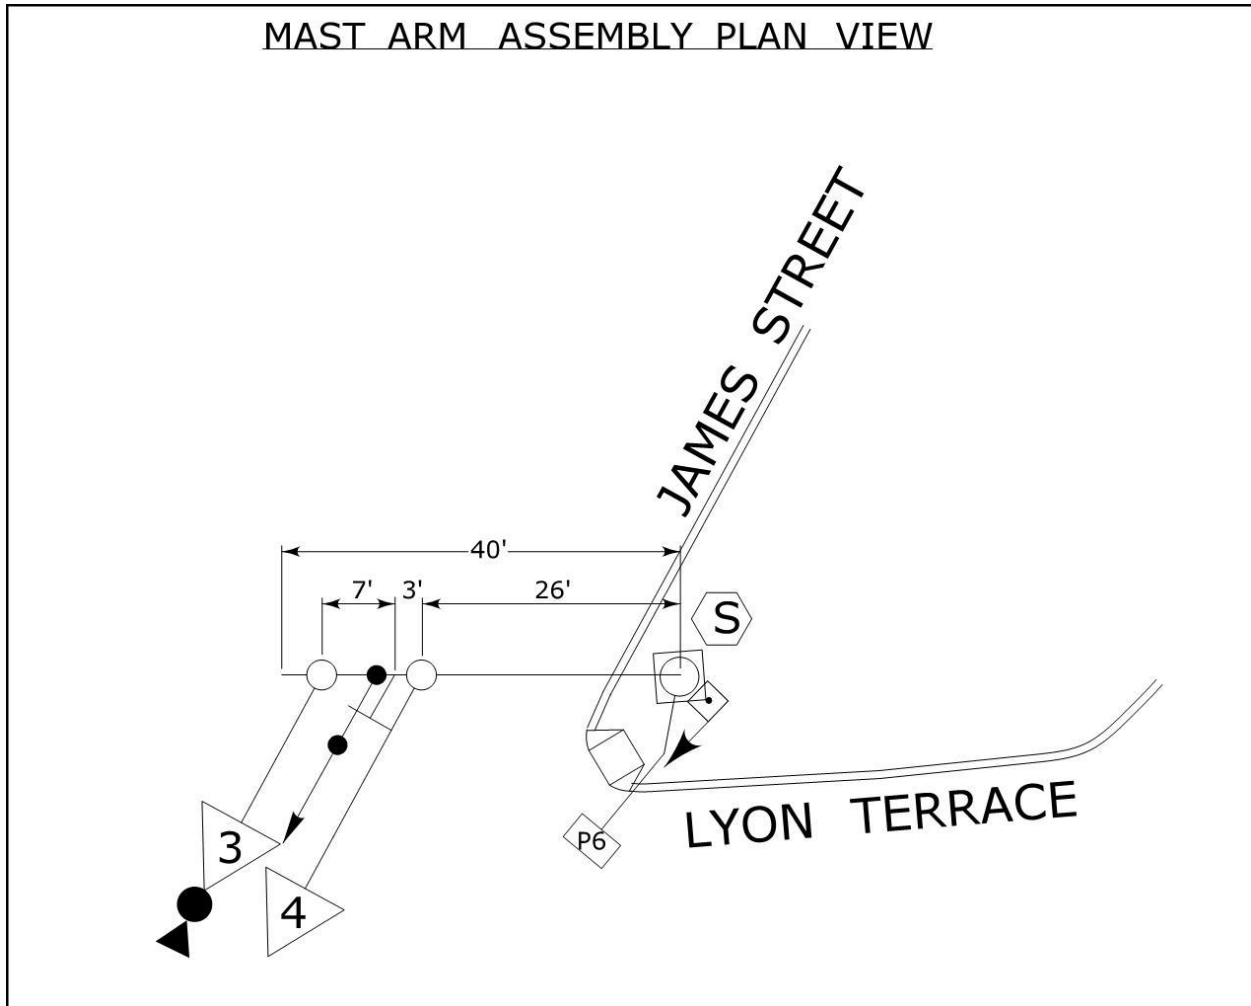 MAST ARM ASSEMBLY PLAN VIEW
JAMES STREET
40'
7'
3'
26'
S
3
P6
LYON TERRACE
4